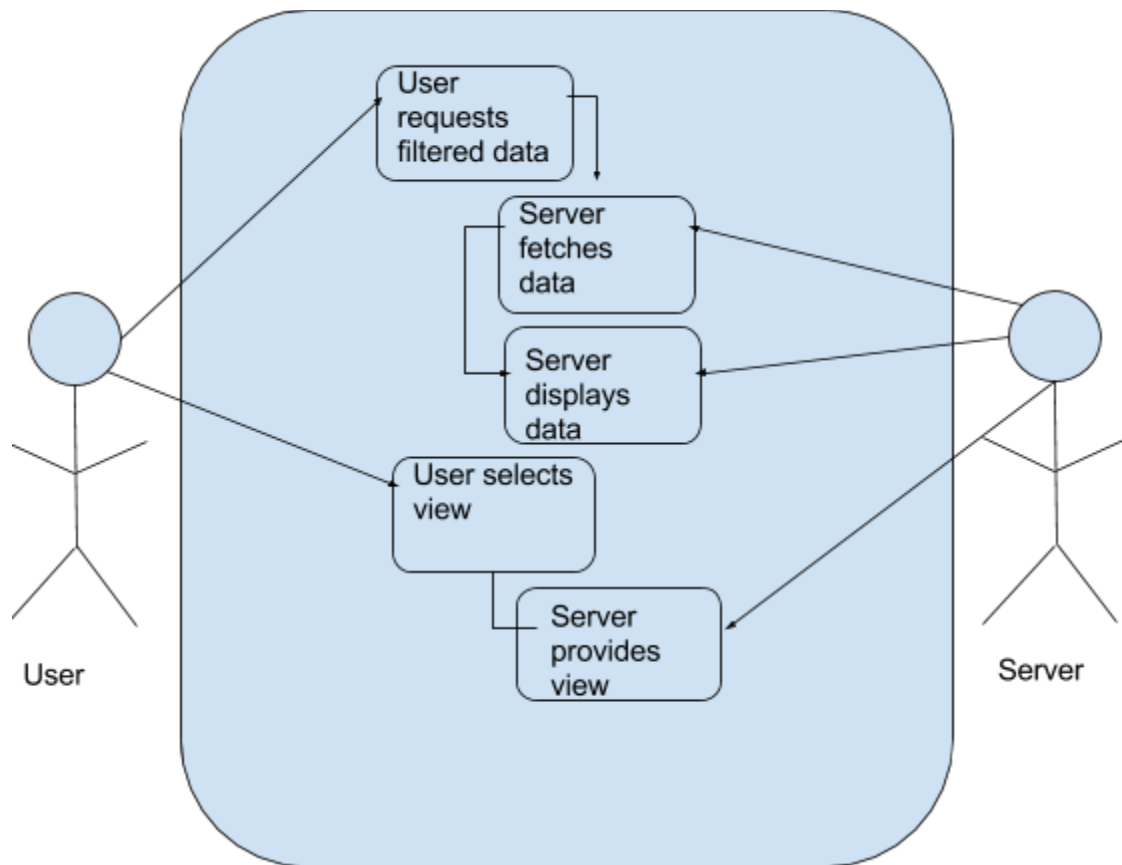 User
requests
filtered data
Server
fetches
data
Server
displays
data
User selects
view
Server
provides
view
User
Server